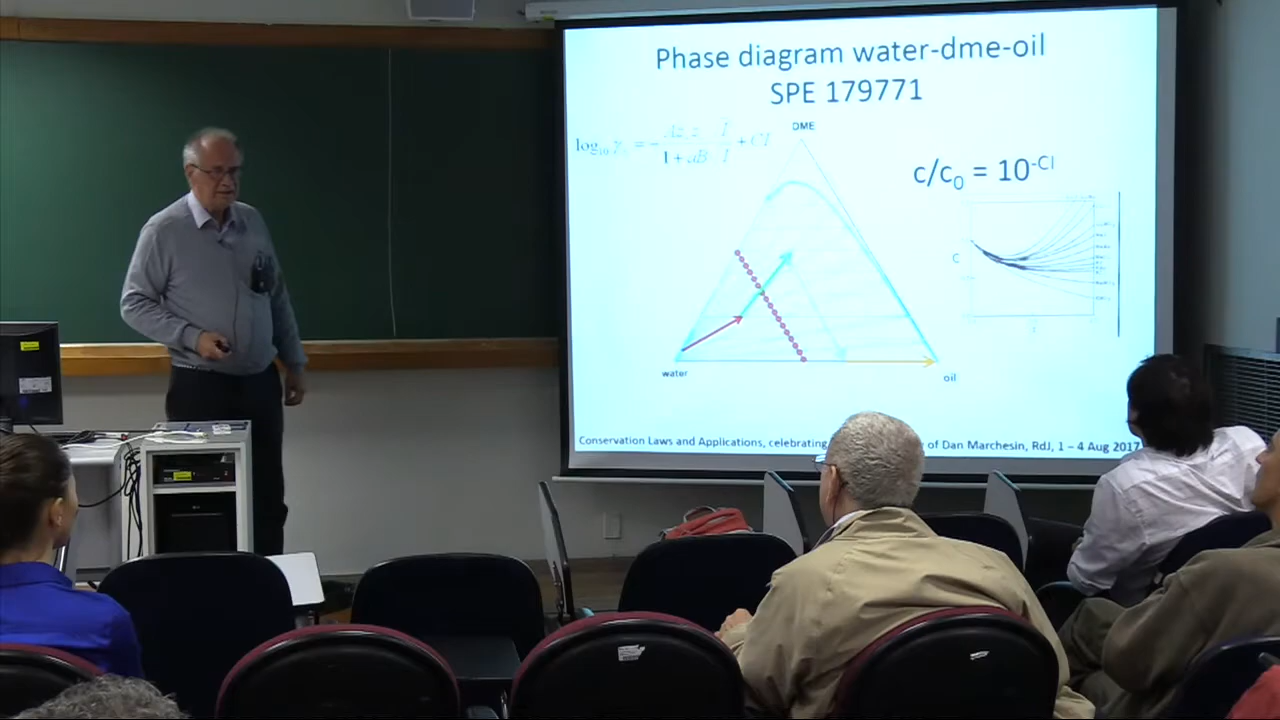 Phase diagram water-dme-oil
SPE 179771
DME
c/c₀ = 10⁻ᶜᴵ
C
water
oil
Conservation Laws and Applications, celebrating
of Dan Marchesin, RdJ, 1 – 4 Aug 2017